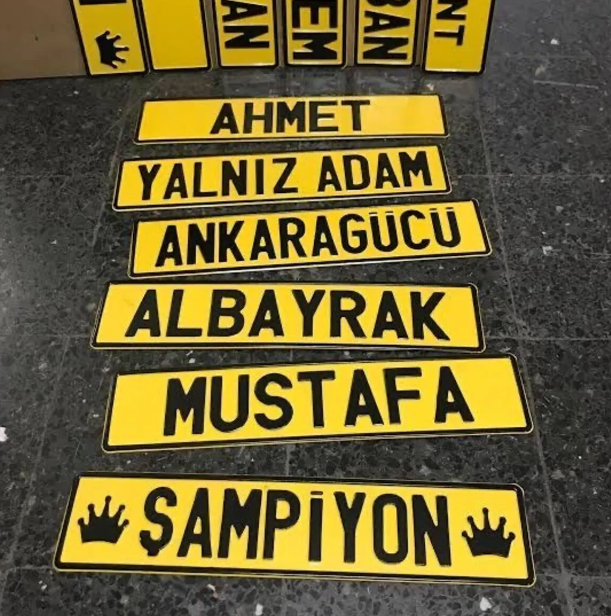 AHMET
YALNIZ ADAM
ANKARAGÜCÜ
ALBAYRAK
MUSTAFA
ŞAMPİYON